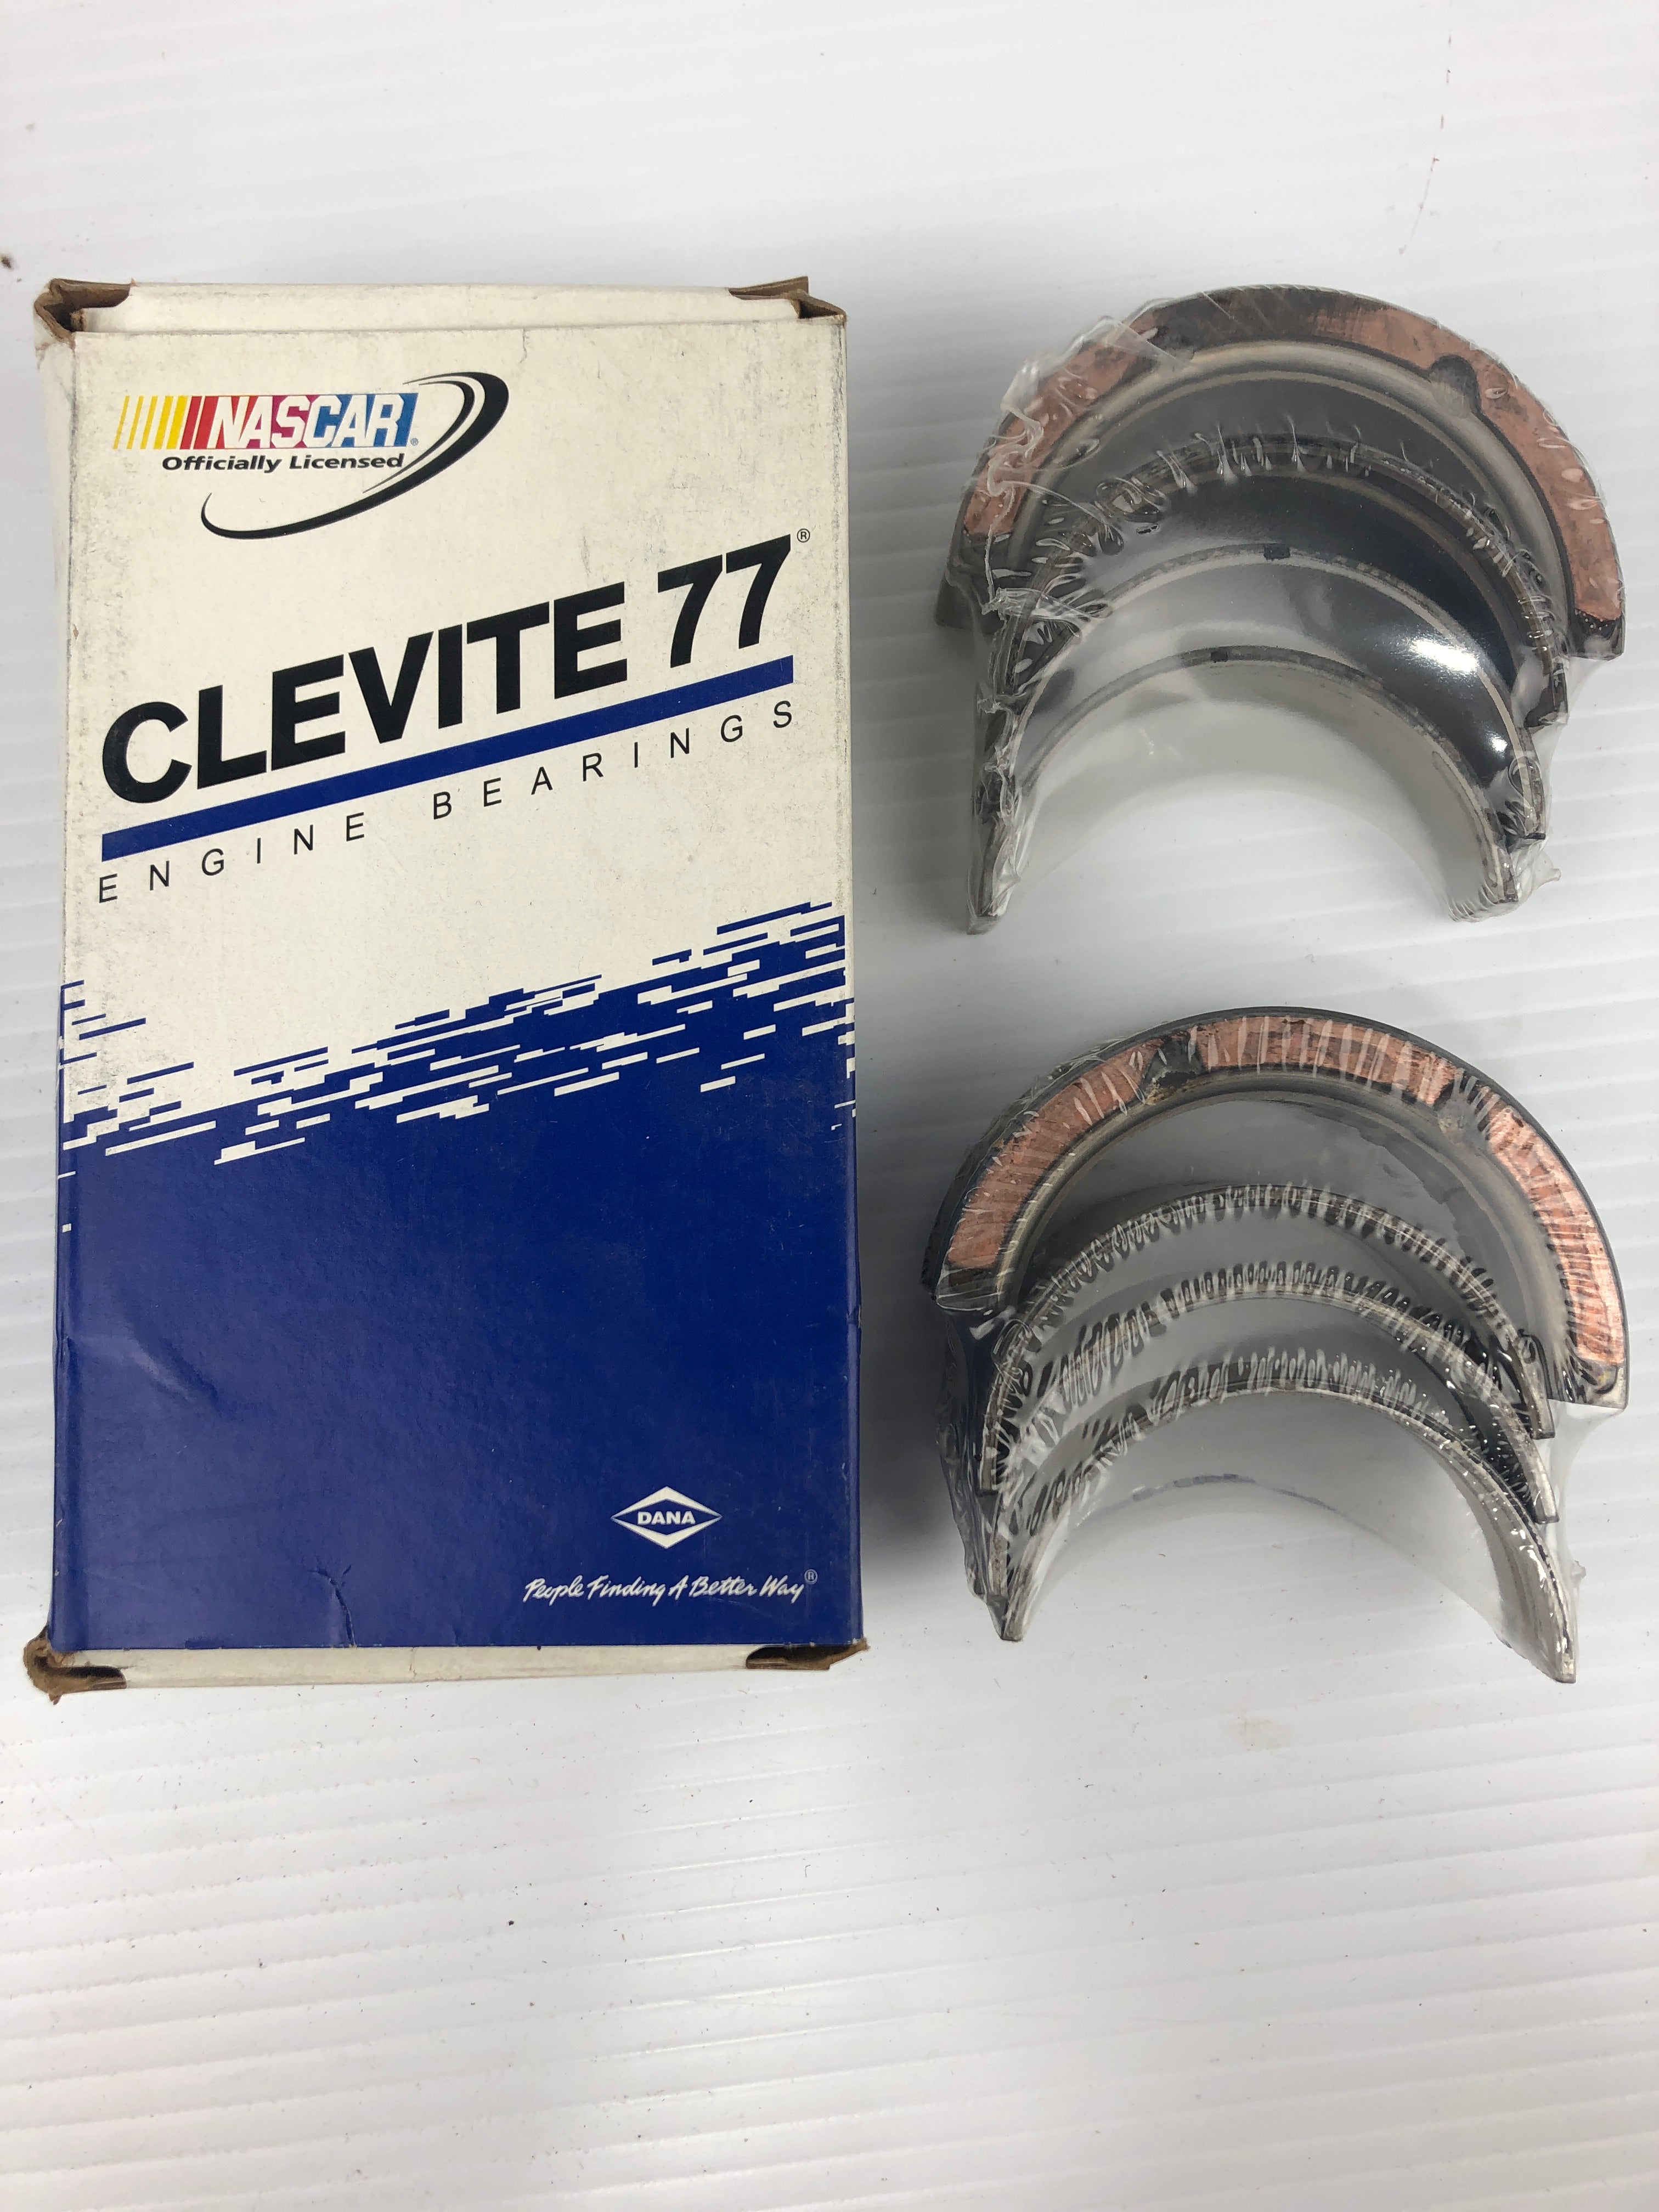 NASCAR®
Officially Licensed
CLEVITE 77®
ENGINE BEARINGS
DANA
People Finding A Better Way®